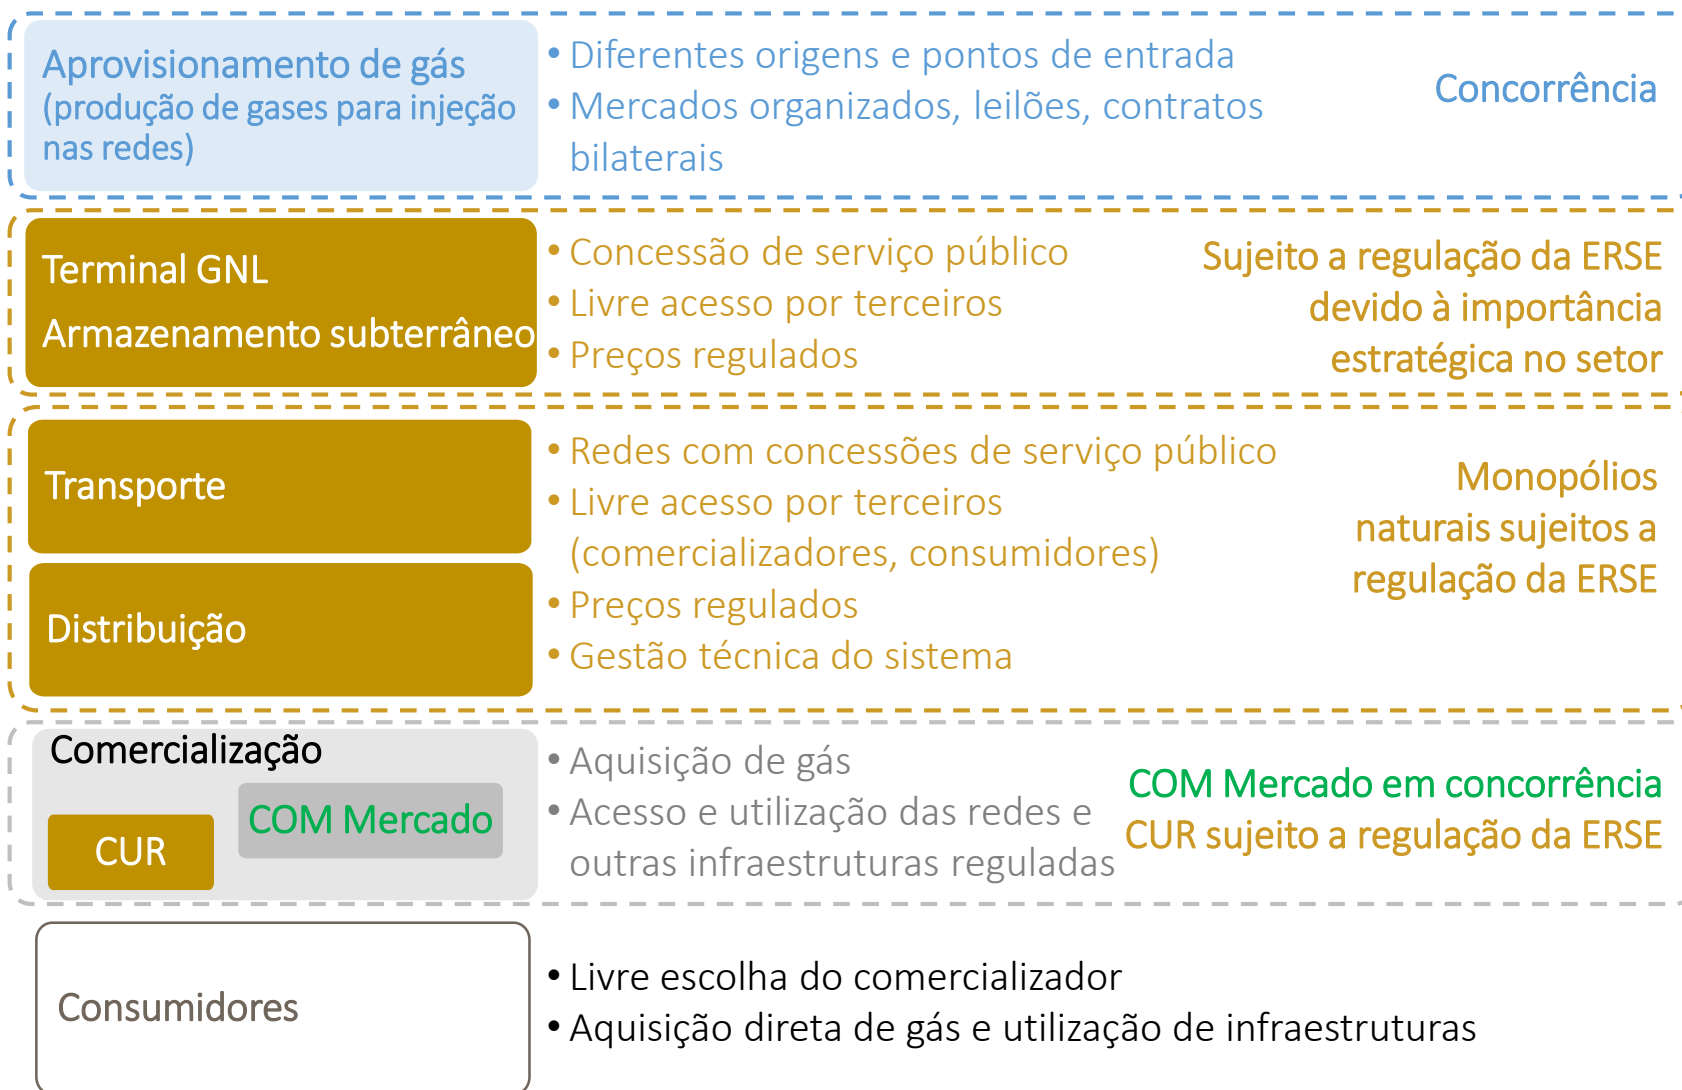 Aprovisionamento de gás
(produção de gases para injeção
nas redes)
• Diferentes origens e pontos de entrada
• Mercados organizados, leilões, contratos
bilaterais
Concorrência
Terminal GNL
Armazenamento subterrâneo
• Concessão de serviço público
• Livre acesso por terceiros
• Preços regulados
Sujeito a regulação da ERSE
devido à importância
estratégica no setor
Transporte
Distribuição
• Redes com concessões de serviço público
• Livre acesso por terceiros
(comercializadores, consumidores)
• Preços regulados
• Gestão técnica do sistema
Monopólios
naturais sujeitos a
regulação da ERSE
Comercialização
COM Mercado
CUR
• Aquisição de gás
• Acesso e utilização das redes e
outras infraestruturas reguladas
COM Mercado em concorrência
CUR sujeito a regulação da ERSE
Consumidores
• Livre escolha do comercializador
• Aquisição direta de gás e utilização de infraestruturas